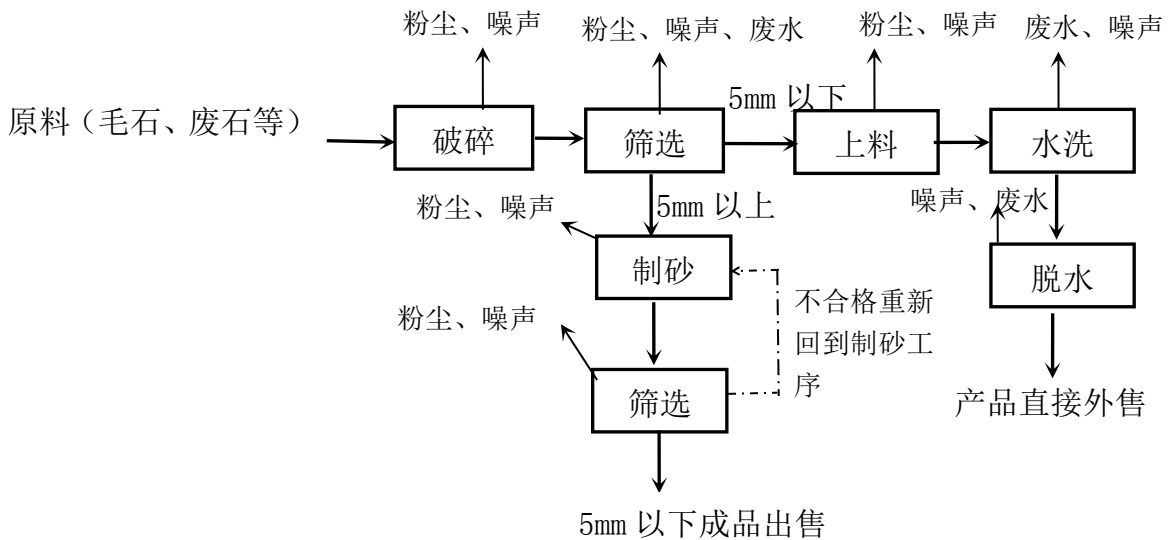 粉尘、噪声
粉尘、噪声、废水
粉尘、噪声
废水、噪声
原料（毛石、废石等）
破碎
筛选
5mm 以下
上料
水洗
粉尘、噪声
5mm 以上
噪声、废水
制砂
脱水
粉尘、噪声
不合格重新
回到制砂工
序
筛选
产品直接外售
5mm 以下成品出售